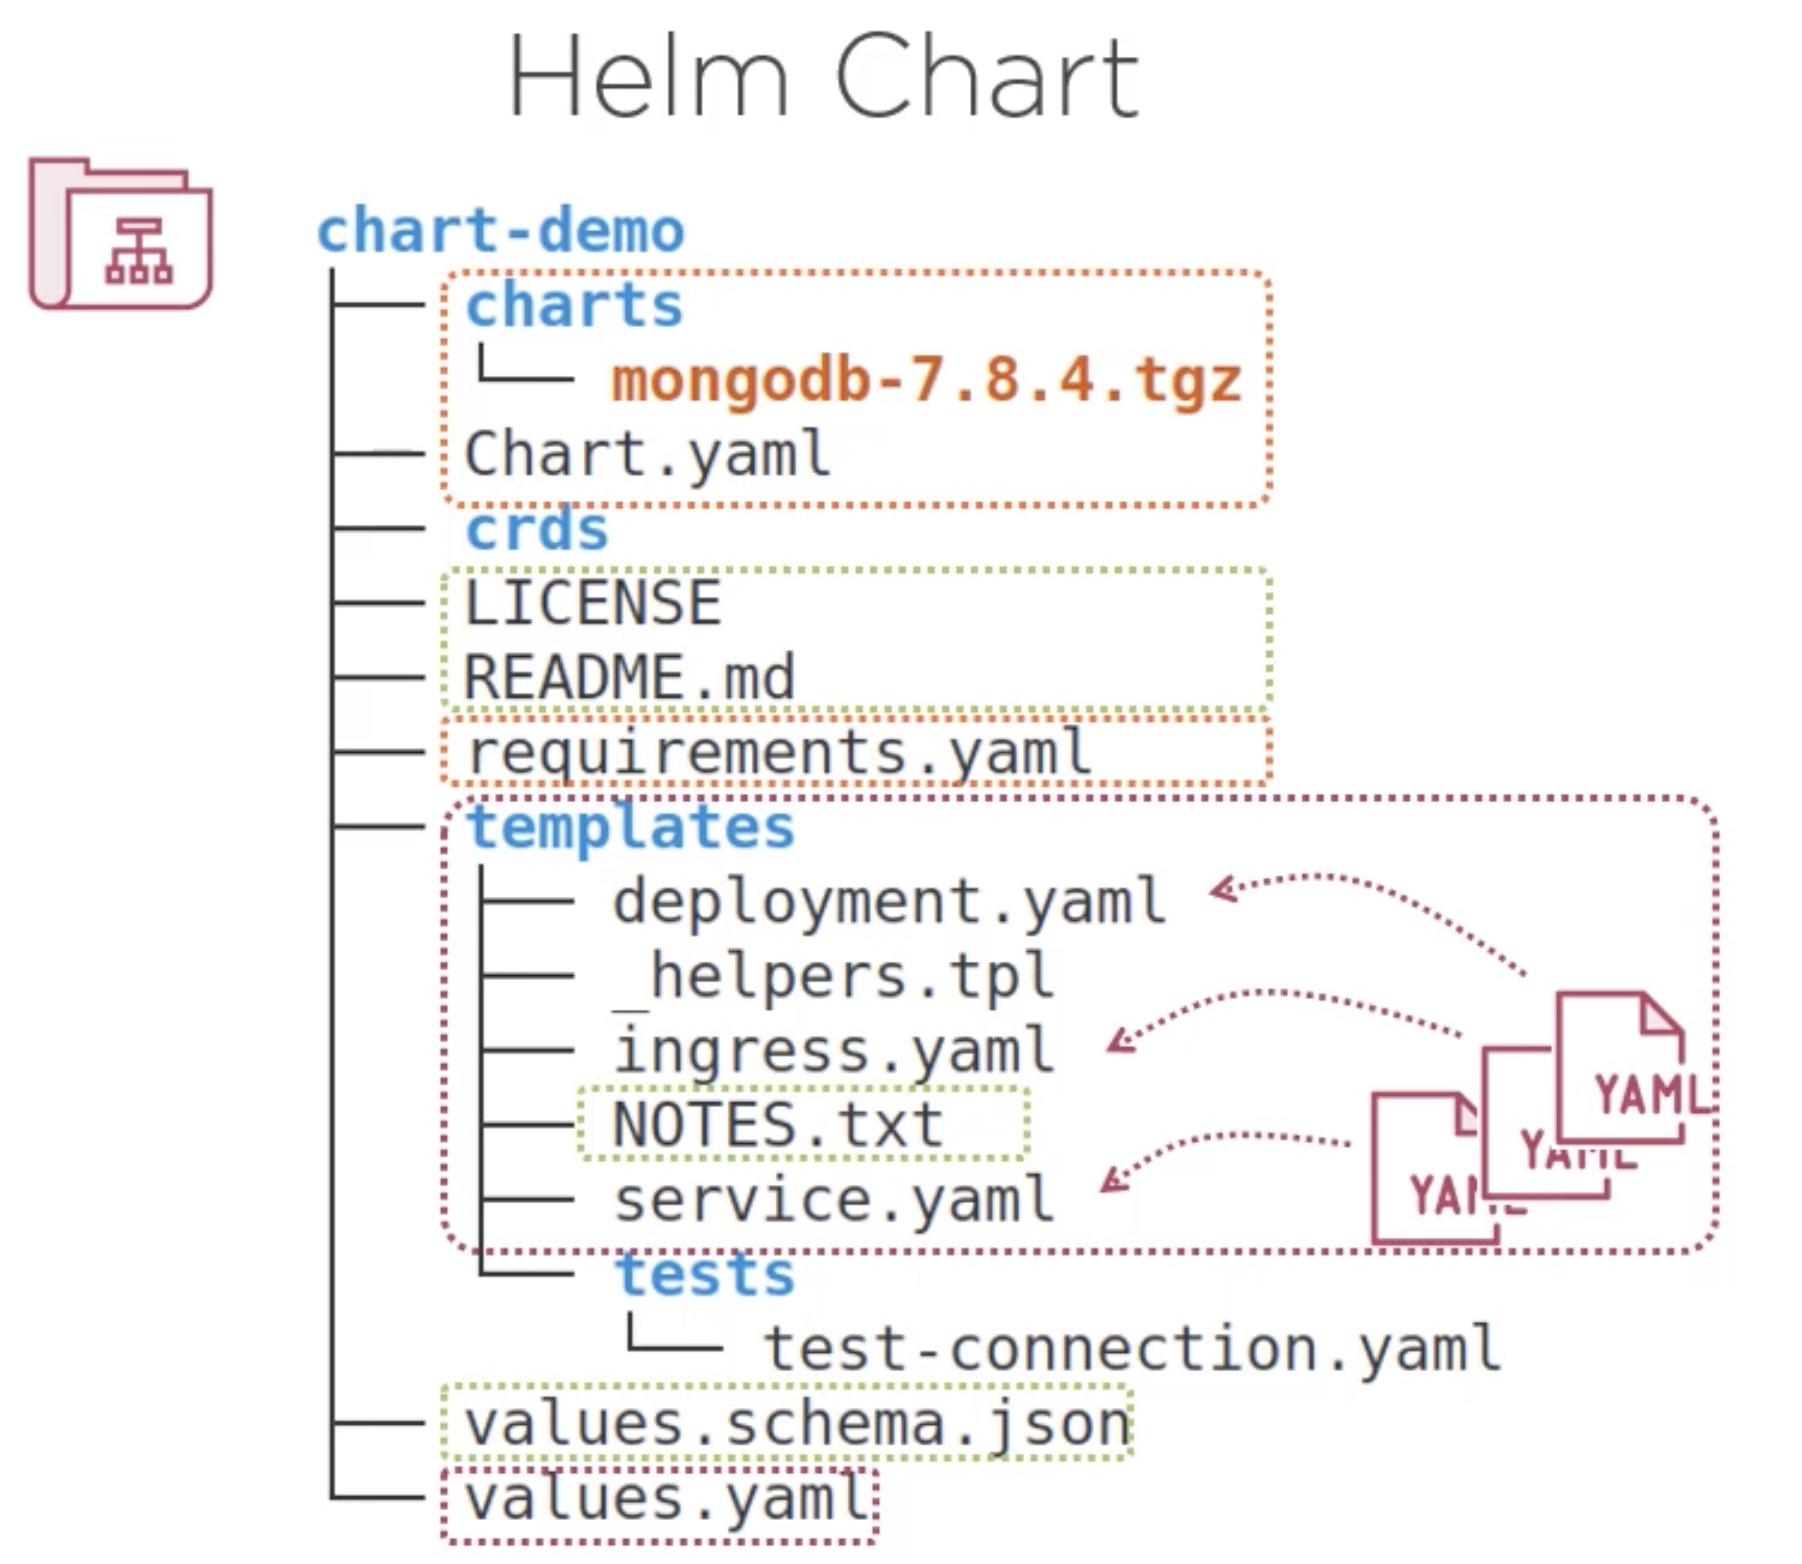 Helm Chart
chart-demo
charts
mongodb-7.8.4.tgz
Chart.yaml
crds
LICENSE
README.md
requirements.yaml
templates
deployment.yaml
_helpers.tpl
ingress.yaml
NOTES.txt
service.yaml
YAML
YAML
YAML
tests
test-connection.yaml
values.schema.json
values.yaml